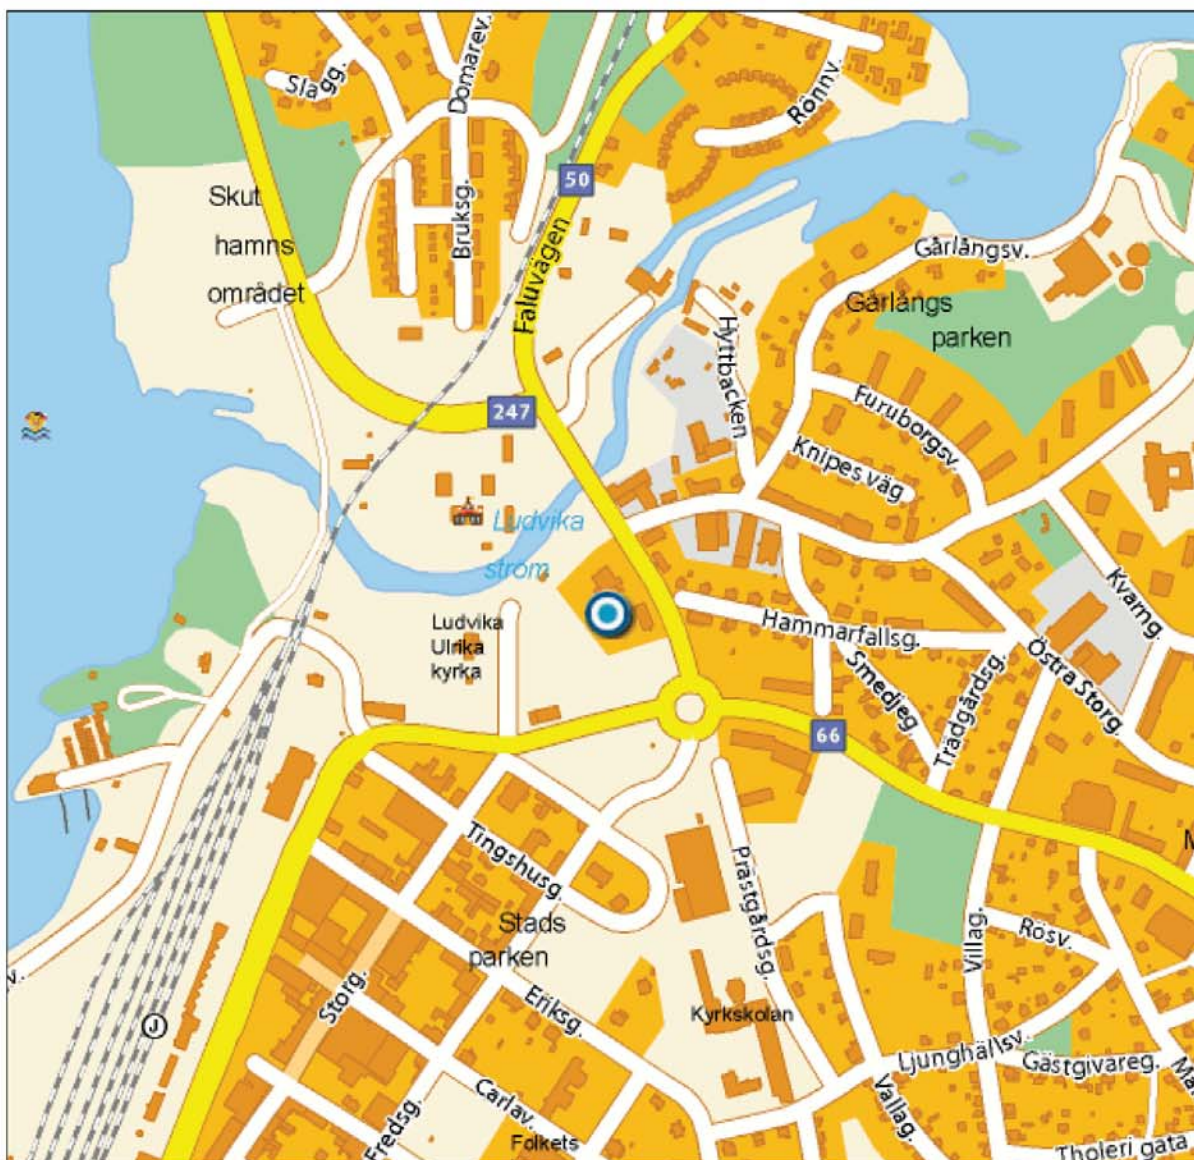 Slagg.
Domarev.
Rönnv.
50
Skut
hamns
området
Bruksg.
Faluvägen
Gårlångsv.
Gårlångs
parken
Hyttbacken
247
Furuborgsv.
Knipes väg
Ludvika
ström
Kvarng.
Ludvika
Ulrika
kyrka
Hammarfallsg.
Smedjeg.
Trädgårdsg.
Östra Storg.
66
Tingshusg.
Prästgårdsg.
Stads
parken
Villag.
Rösv.
Storg.
Eriksg.
Kyrkskolan
J
Ljunghällsv.
Gästgivareg.
Carlav.
Fredsg.
Folkets
Vallag.
Tholeri gata